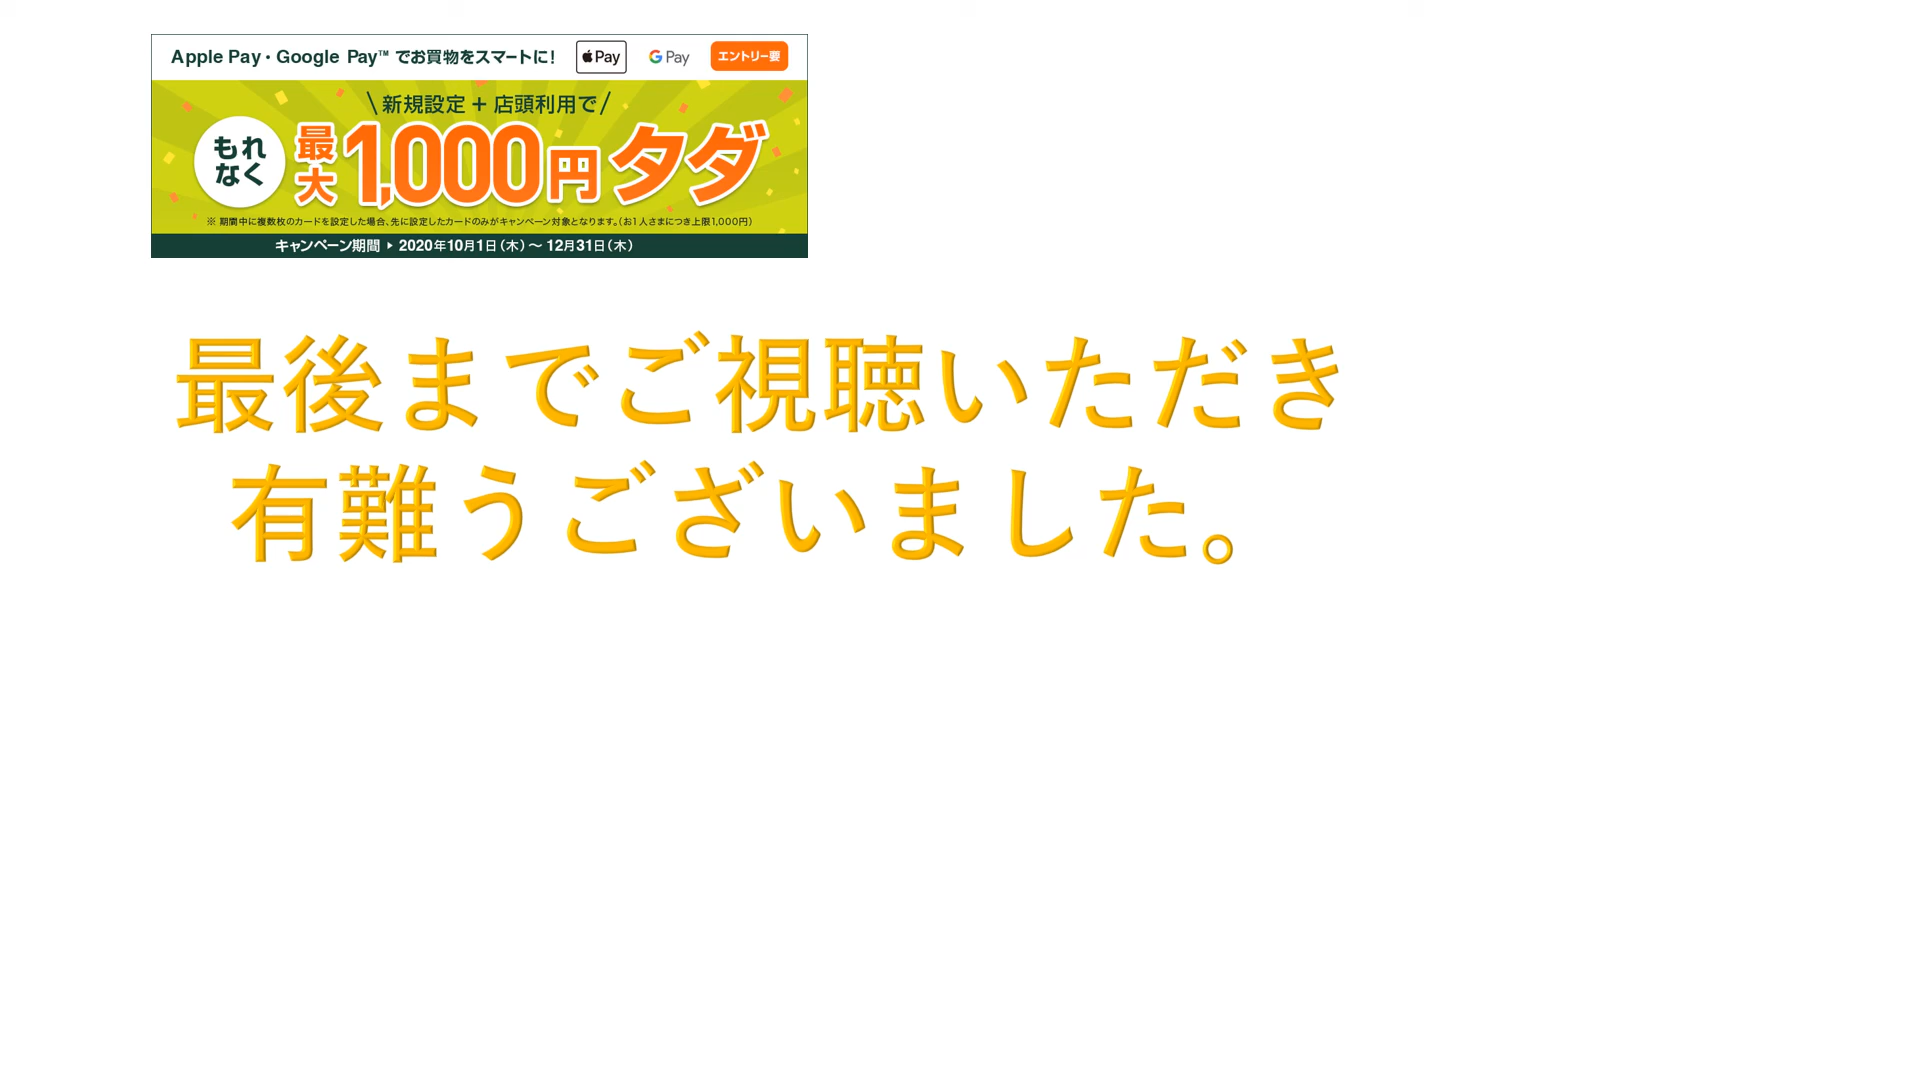 Apple Pay・Google Pay™ でお買物をスマートに! Pay G Pay エントリー要
\新規設定 + 店頭利用で/
もれなく 最大1,000円タダ
※ 期間中に複数枚のカードを設定した場合、先に設定したカードのみがキャンペーン対象となります。(お1人さまにつき上限1,000円)
キャンペーン期間 ▶ 2020年10月1日(木)~12月31日(木)
最後までご視聴いただき
有難うございました。